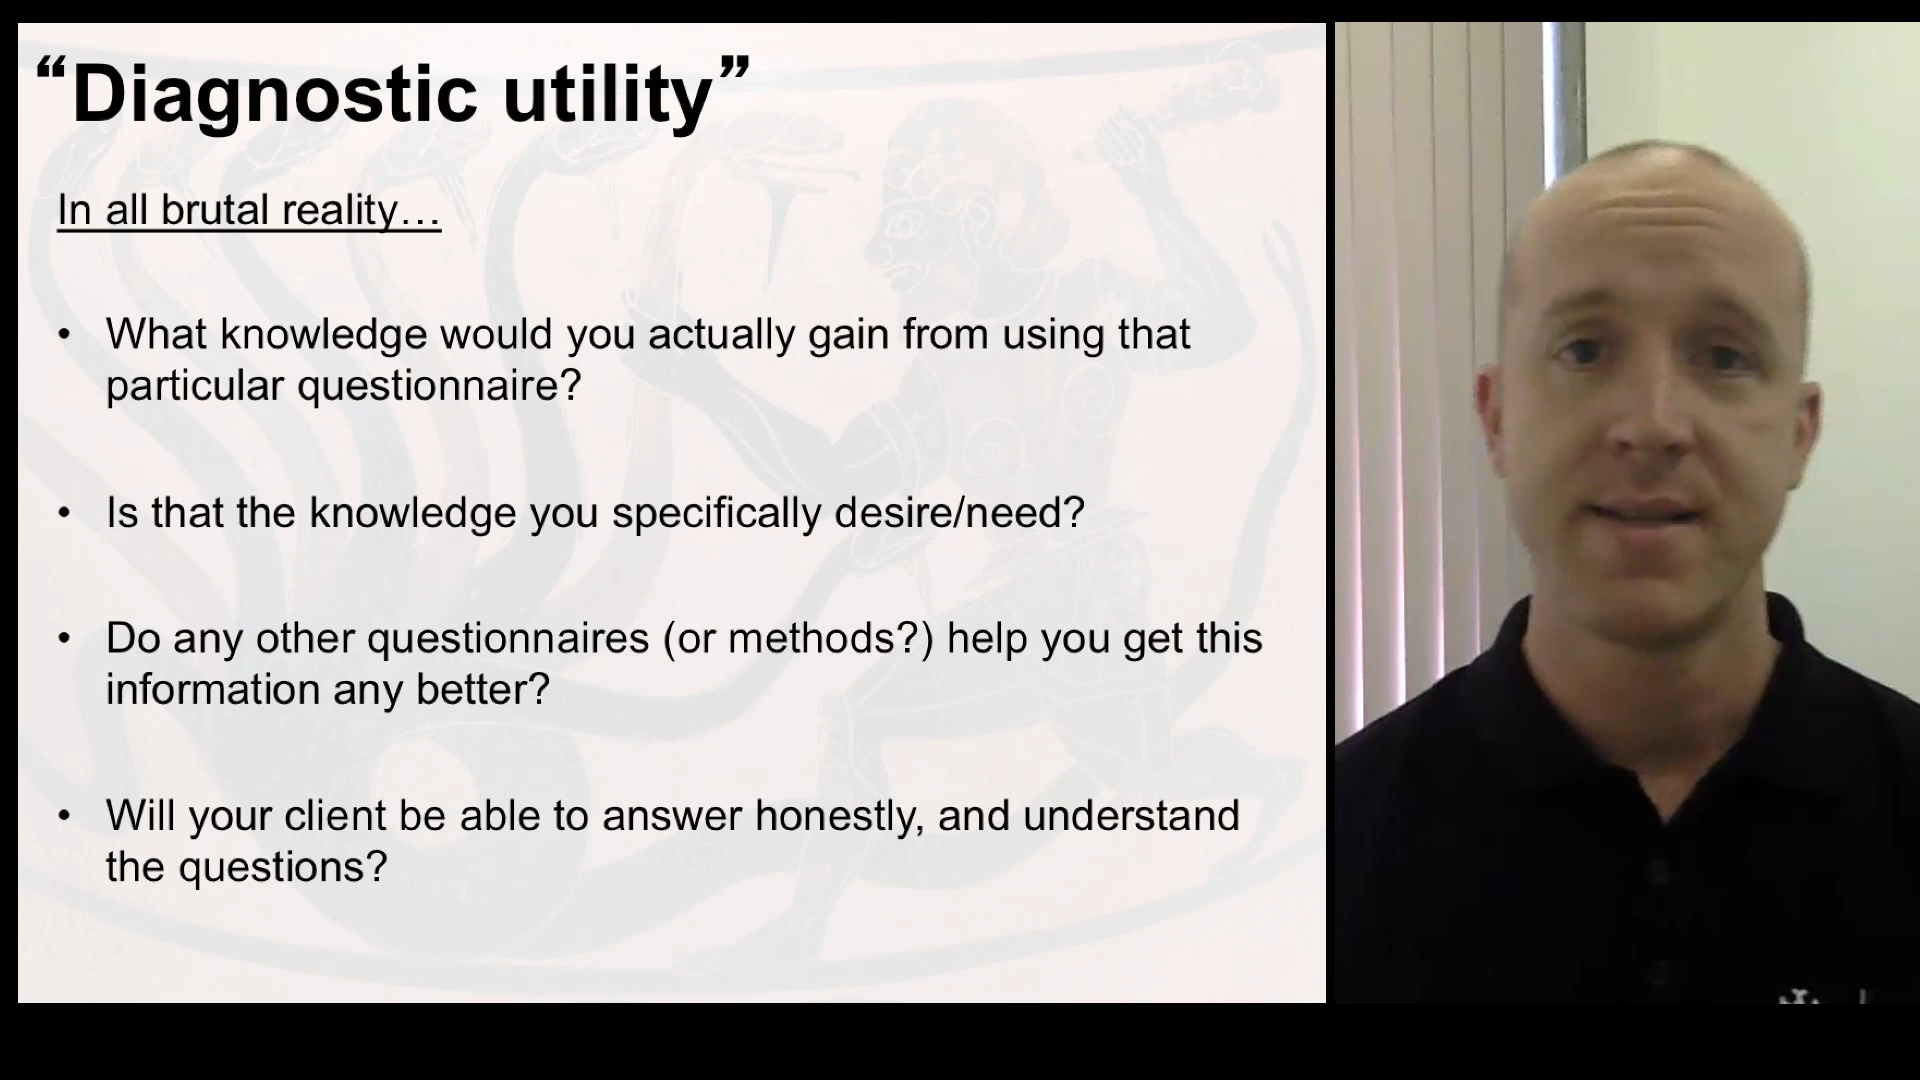 “Diagnostic utility”
In all brutal reality…
• What knowledge would you actually gain from using that
particular questionnaire?
• Is that the knowledge you specifically desire/need?
• Do any other questionnaires (or methods?) help you get this
information any better?
• Will your client be able to answer honestly, and understand
the questions?